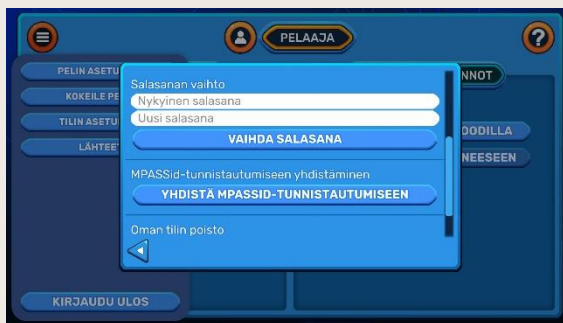 PELAAJA
?
PELIN ASETU
KOKEILE PE
TILIN ASETU
LÄHTEE
NNOT
OODILLA
NEESEEN
Salasanan vaihto
Nykyinen salasana
Uusi salasana
VAIHDA SALASANA
MPASSid-tunnistautumiseen yhdistäminen
YHDISTÄ MPASSID-TUNNISTAUTUMISEEN
Oman tilin poisto
KIRJAUDU ULOS